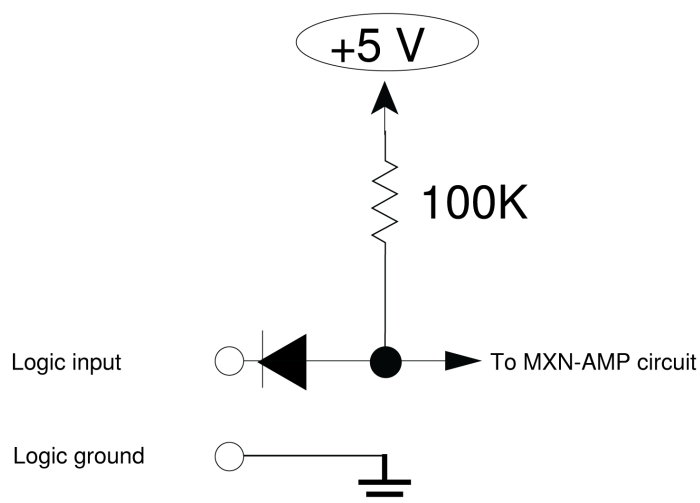 +5 V
100K
Logic input
To MXN-AMP circuit
Logic ground